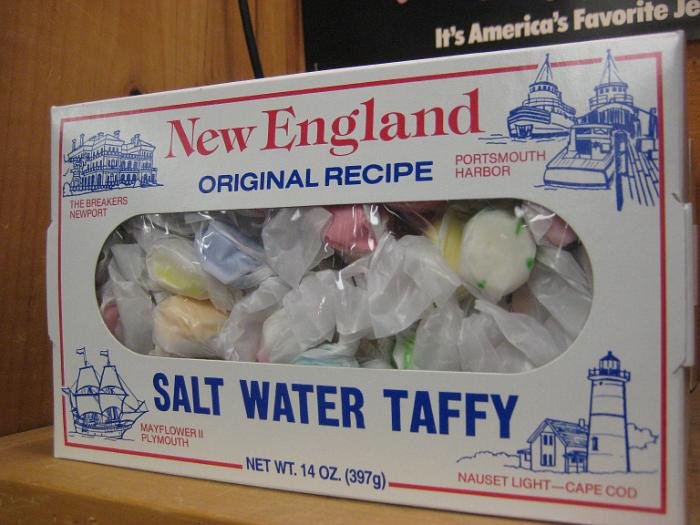 It's America's Favorite Je
New England
ORIGINAL RECIPE
THE BREAKERS
NEWPORT
PORTSMOUTH
HARBOR
SALT WATER TAFFY
MAYFLOWER II
PLYMOUTH
NET WT. 14 OZ. (397g)
NAUSET LIGHT—CAPE COD